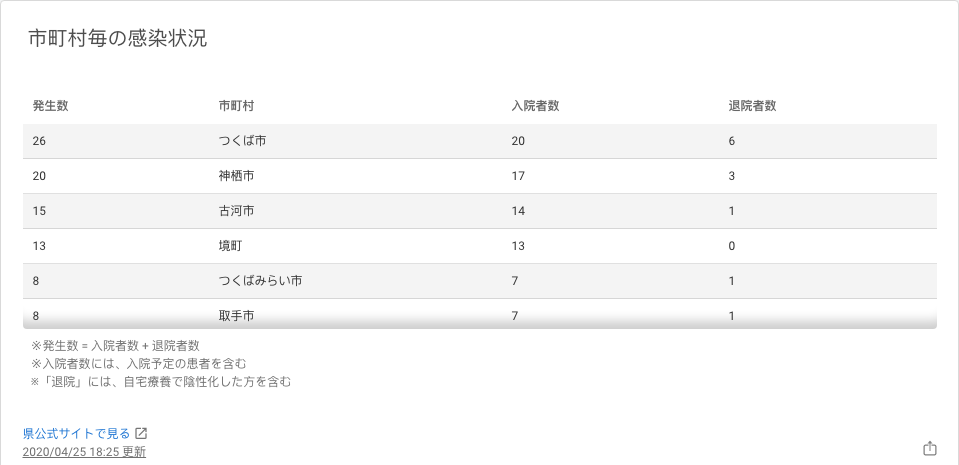 市町村毎の感染状況
発生数 市町村 入院者数 退院者数
26 つくば市 20 6
20 神栖市 17 3
15 古河市 14 1
13 境町 13 0
8 つくばみらい市 7 1
8 取手市 7 1
※発生数 = 入院者数 + 退院者数
※入院者数には、入院予定の患者を含む
※「退院」には、自宅療養で陰性化した方を含む
県公式サイトで見る
2020/04/25 18:25 更新